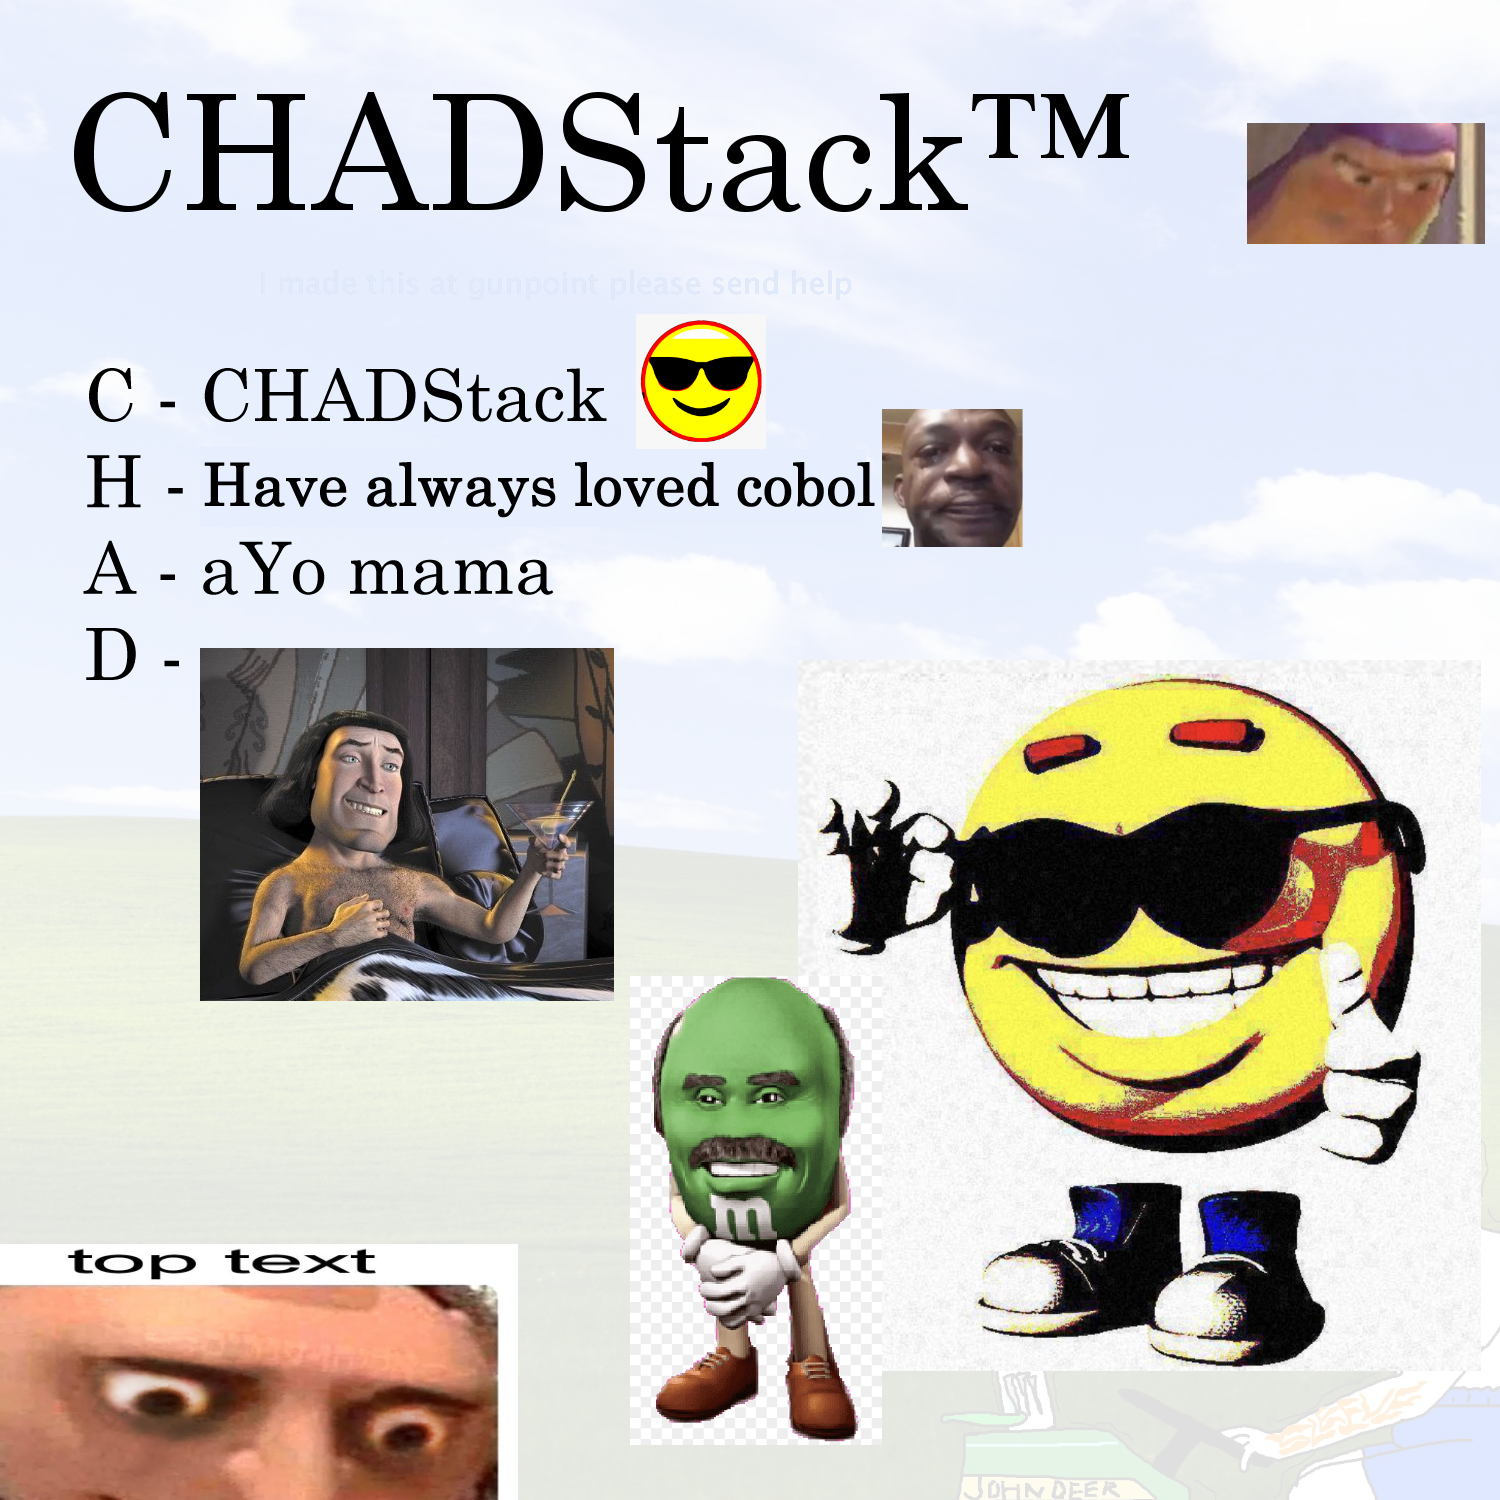 CHADStack™
I made this at gunpoint please send help
C - CHADStack
H - Have always loved cobol
A - aYo mama
D -
m
top text
SLEEVE
JOHN DEER